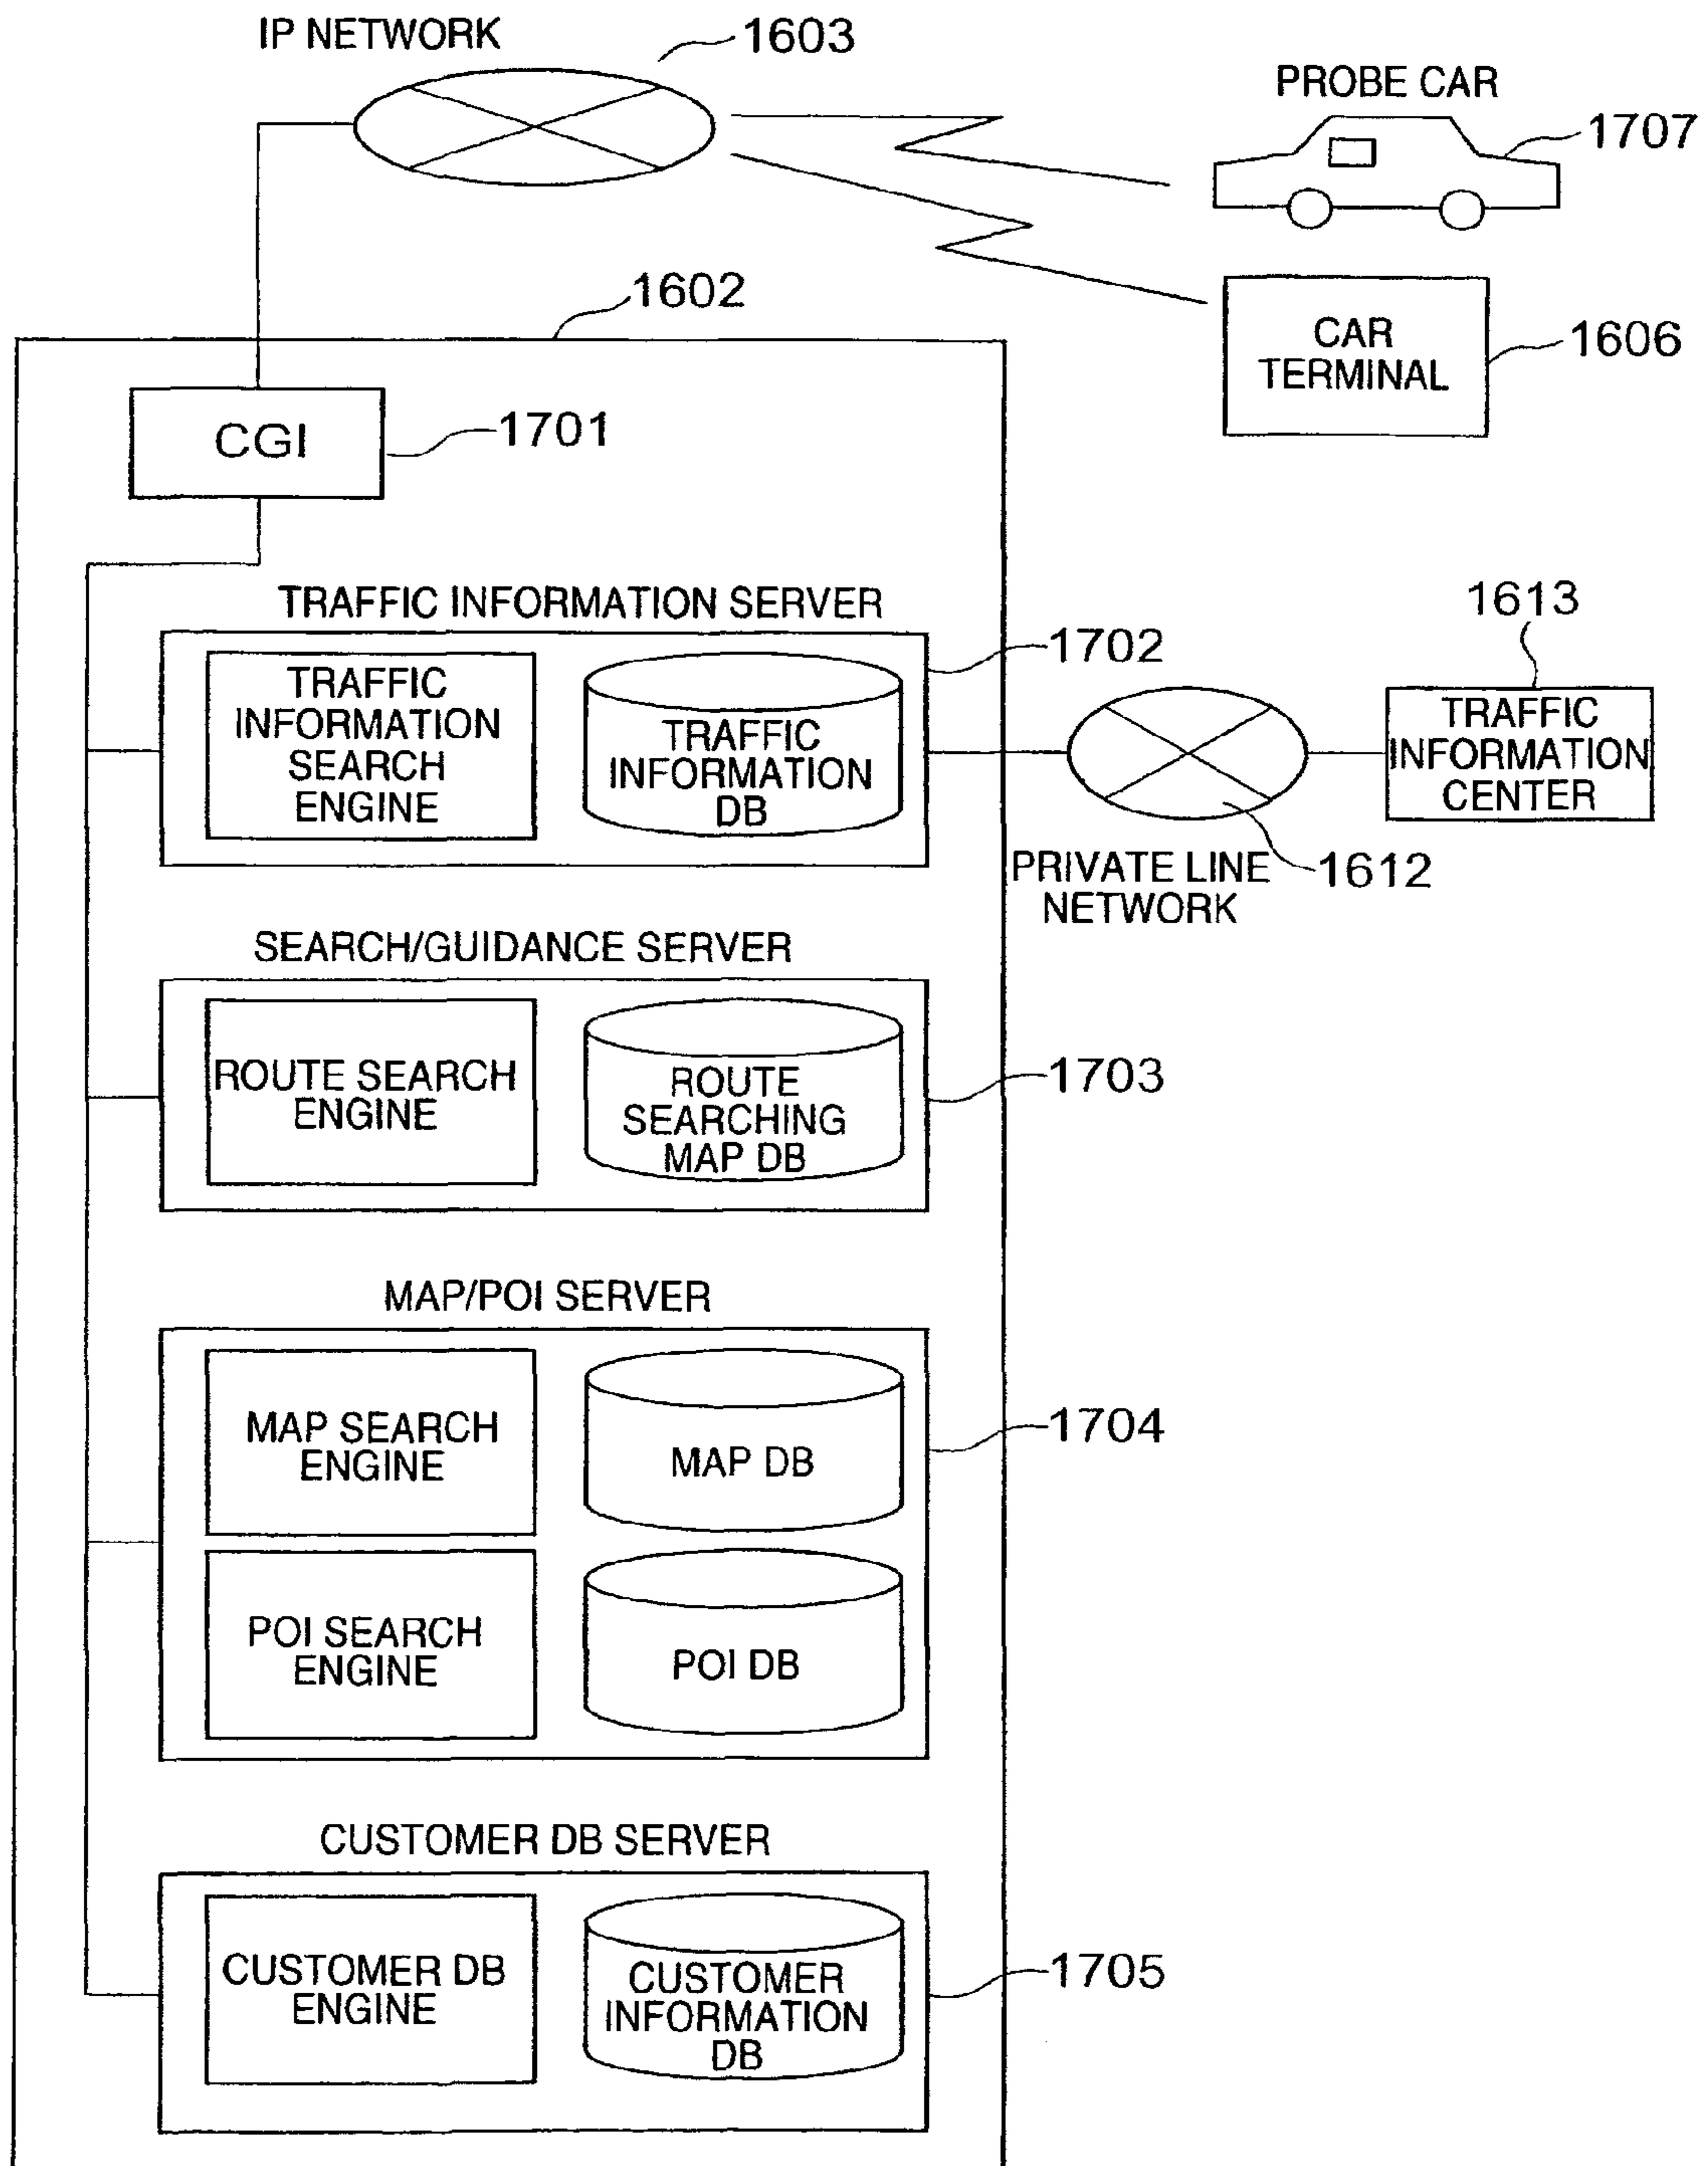 IP NETWORK
1603
PROBE CAR
1707
1602
CAR
TERMINAL
1606
CGI
1701
TRAFFIC INFORMATION SERVER
1702
TRAFFIC
INFORMATION
SEARCH
ENGINE
TRAFFIC
INFORMATION
DB
1613
TRAFFIC
INFORMATION
CENTER
PRIVATE LINE
NETWORK
1612
SEARCH/GUIDANCE SERVER
ROUTE SEARCH
ENGINE
ROUTE
SEARCHING
MAP DB
1703
MAP/POI SERVER
MAP SEARCH
ENGINE
MAP DB
1704
POI SEARCH
ENGINE
POI DB
CUSTOMER DB SERVER
CUSTOMER DB
ENGINE
CUSTOMER
INFORMATION
DB
1705